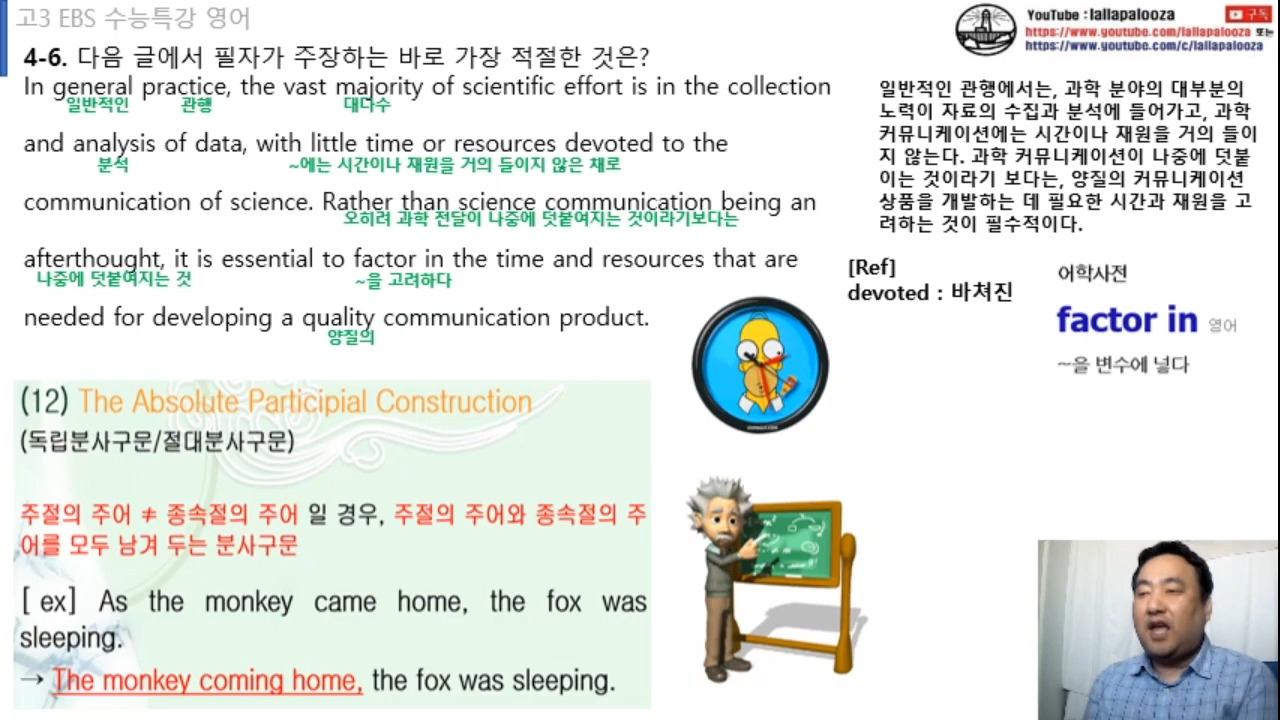 고3 EBS 수능특강 영어
YouTube : lallapalooza 구독
https://www.youtube.com/lallapalooza 또는
https://www.youtube.com/c/lallapalooza
4-6. 다음 글에서 필자가 주장하는 바로 가장 적절한 것은?
In general practice, the vast majority of scientific effort is in the collection
일반적인 관행 대다수
and analysis of data, with little time or resources devoted to the
분석 ~에는 시간이나 재원을 거의 들이지 않은 채로
communication of science. Rather than science communication being an
오히려 과학 전달이 나중에 덧붙여지는 것이라기보다는
afterthought, it is essential to factor in the time and resources that are
나중에 덧붙여지는 것 ~을 고려하다
needed for developing a quality communication product.
양질의
일반적인 관행에서는, 과학 분야의 대부분의
노력이 자료의 수집과 분석에 들어가고, 과학
커뮤니케이션에는 시간이나 재원을 거의 들이
지 않는다. 과학 커뮤니케이션이 나중에 덧붙
이는 것이라기 보다는, 양질의 커뮤니케이션
상품을 개발하는 데 필요한 시간과 재원을 고
려하는 것이 필수적이다.
[Ref]
devoted : 바쳐진
어학사전
factor in 영어
~을 변수에 넣다
(12) The Absolute Participial Construction
(독립분사구문/절대분사구문)
주절의 주어 ≠ 종속절의 주어 일 경우, 주절의 주어와 종속절의 주
어를 모두 남겨 두는 분사구문
[ ex] As the monkey came home, the fox was
sleeping.
→ The monkey coming home, the fox was sleeping.